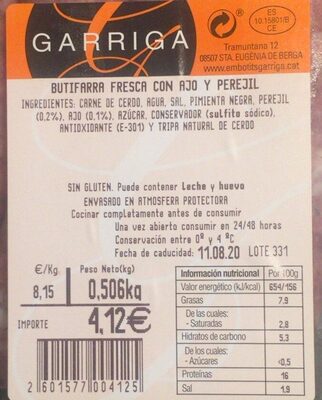 GARRIGA
ES
10.15801/B
CE
Tramuntana 12
08507 STA. EUGÈNIA DE BERGA
www.embotitsgarriga.cat
BUTIFARRA FRESCA CON AJO Y PEREJIL
INGREDIENTES: CARNE DE CERDO, AGUA, SAL, PIMIENTA NEGRA, PEREJIL
(0,2%), AJO (0,1%), AZÚCAR, CONSERVADOR (sulfito sódico),
ANTIOXIDANTE (E-301) Y TRIPA NATURAL DE CERDO
SIN GLUTEN. Puede contener Leche y huevo
ENVASADO EN ATMOSFERA PROTECTORA
Cocinar completamente antes de consumir
Una vez abierto consumir en 24/48 horas
Conservación entre 0º y 4 ºC
Fecha de caducidad: 11.08.20 LOTE 331
€/Kg. Peso Neto(kg)
8,15 0,506kg
IMPORTE 4,12€
2 601577 004125
Información nutricional Por 100g
Valor energético (kJ/kcal) 654/156
Grasas 7,9
De las cuales:
- Saturadas 2,8
Hidratos de carbono 5,3
De los cuales:
- Azúcares <0,5
Proteínas 16
Sal 1,9